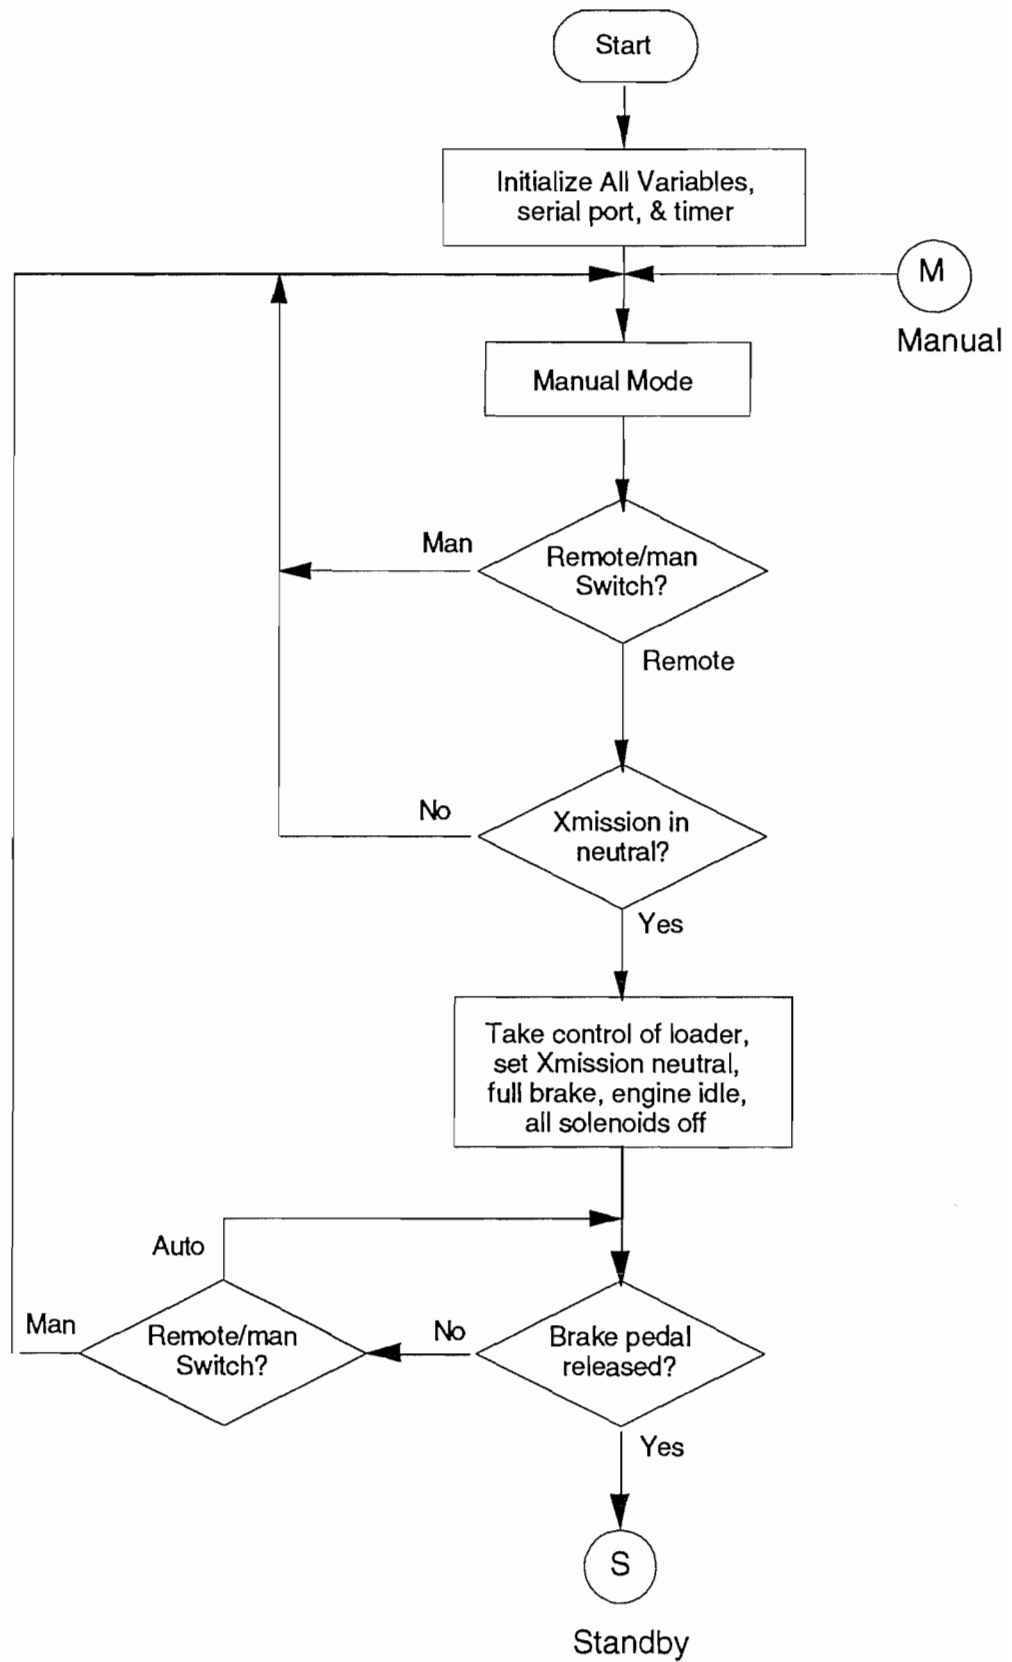 Start
Initialize All Variables,
serial port, & timer
M
Manual
Manual Mode
Man
Remote/man
Switch?
Remote
No
Xmission in
neutral?
Yes
Take control of loader,
set Xmission neutral,
full brake, engine idle,
all solenoids off
Auto
Man
Remote/man
Switch?
No
Brake pedal
released?
Yes
S
Standby